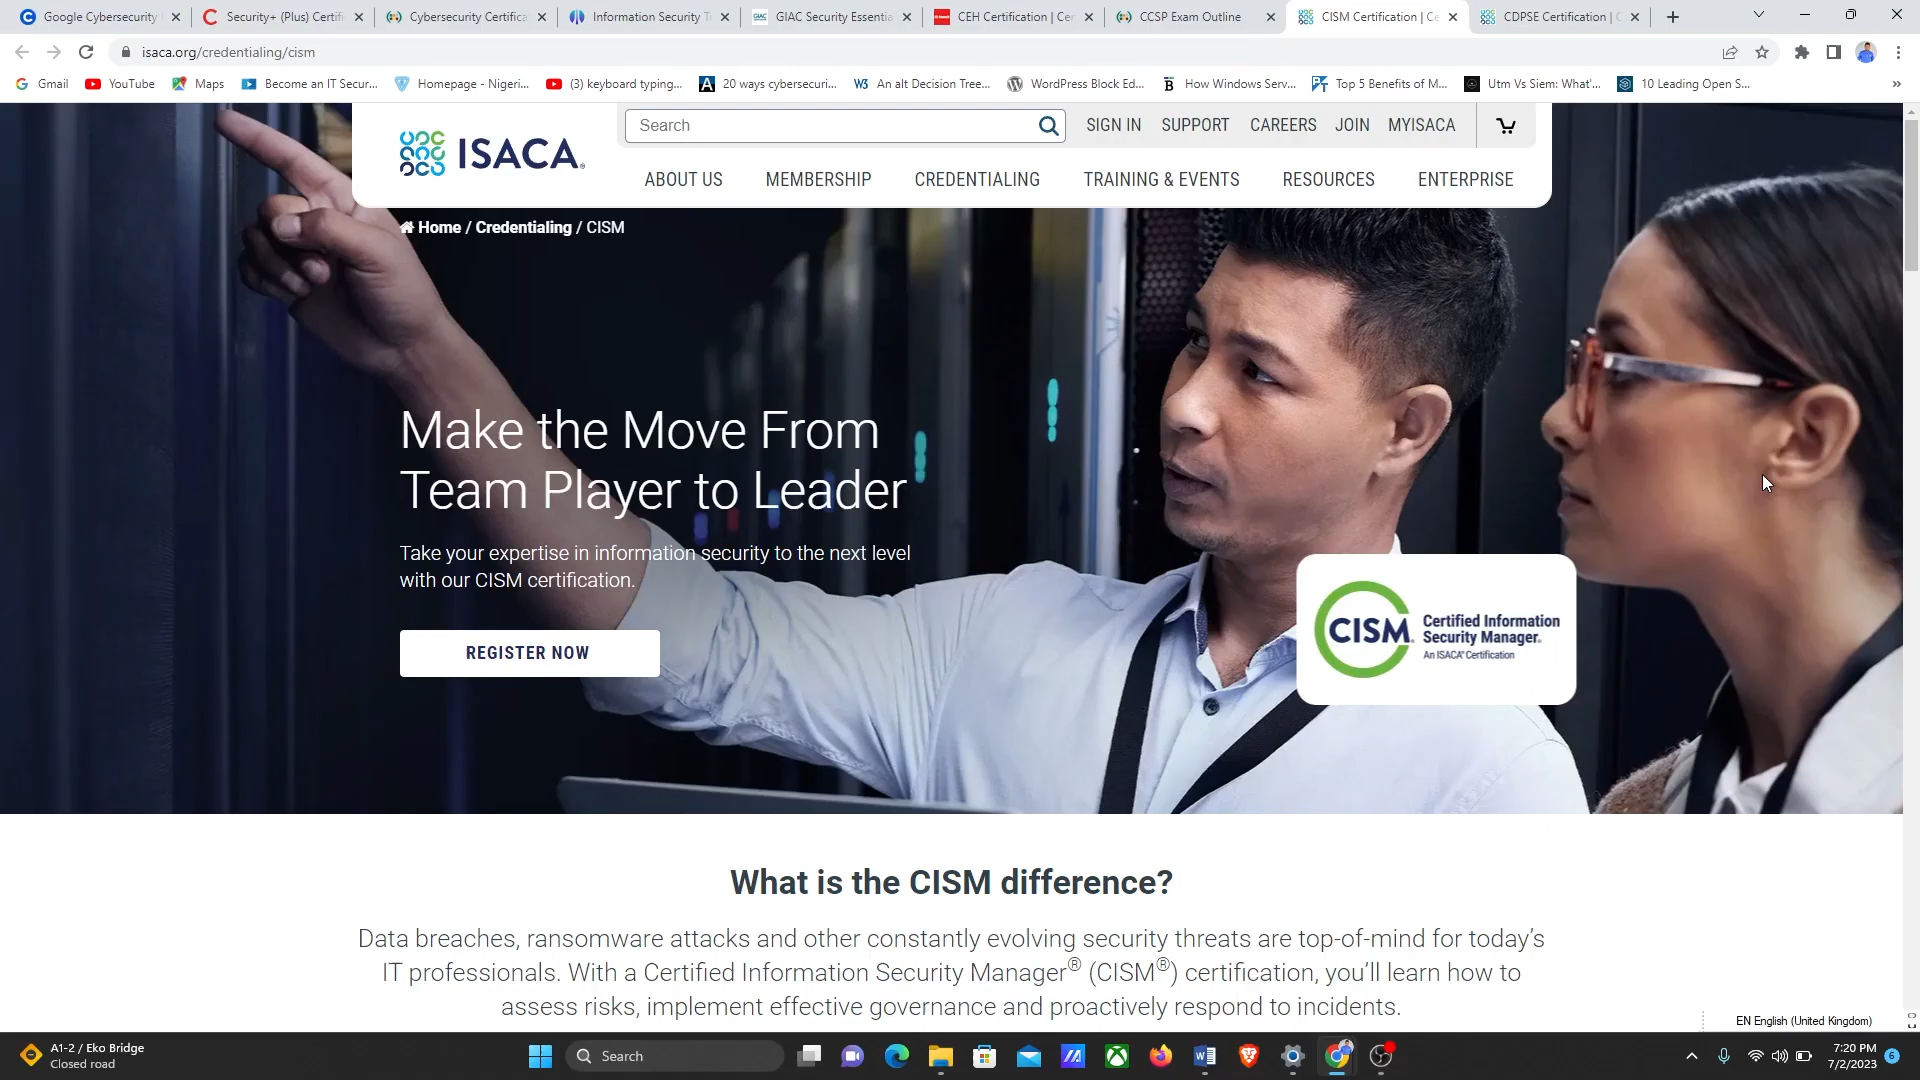 Google Cybersecurity
Security+ (Plus) Certifi
Cybersecurity Certifica
Information Security T
GIAC Security Essentia
CEH Certification | Cer
CCSP Exam Outline
CISM Certification | Ce
CDPSE Certification | C
isaca.org/credentialing/cism
Gmail
YouTube
Maps
Become an IT Secur...
Homepage - Nigeri...
(3) keyboard typing...
20 ways cybersecuri...
An alt Decision Tree...
WordPress Block Ed...
How Windows Serv...
Top 5 Benefits of M...
Utm Vs Siem: What'...
10 Leading Open S...
»
ISACA®
Search
SIGN IN
SUPPORT
CAREERS
JOIN
MYISACA
ABOUT US
MEMBERSHIP
CREDENTIALING
TRAINING & EVENTS
RESOURCES
ENTERPRISE
Home / Credentialing / CISM
Make the Move From
Team Player to Leader
Take your expertise in information security to the next level
with our CISM certification.
REGISTER NOW
CISM
Certified Information
Security Manager®
An ISACA® Certification
What is the CISM difference?
Data breaches, ransomware attacks and other constantly evolving security threats are top-of-mind for today’s
IT professionals. With a Certified Information Security Manager® (CISM®) certification, you’ll learn how to
assess risks, implement effective governance and proactively respond to incidents.
EN English (United Kingdom)
A1-2 / Eko Bridge
Closed road
Search
7:20 PM
7/2/2023
6